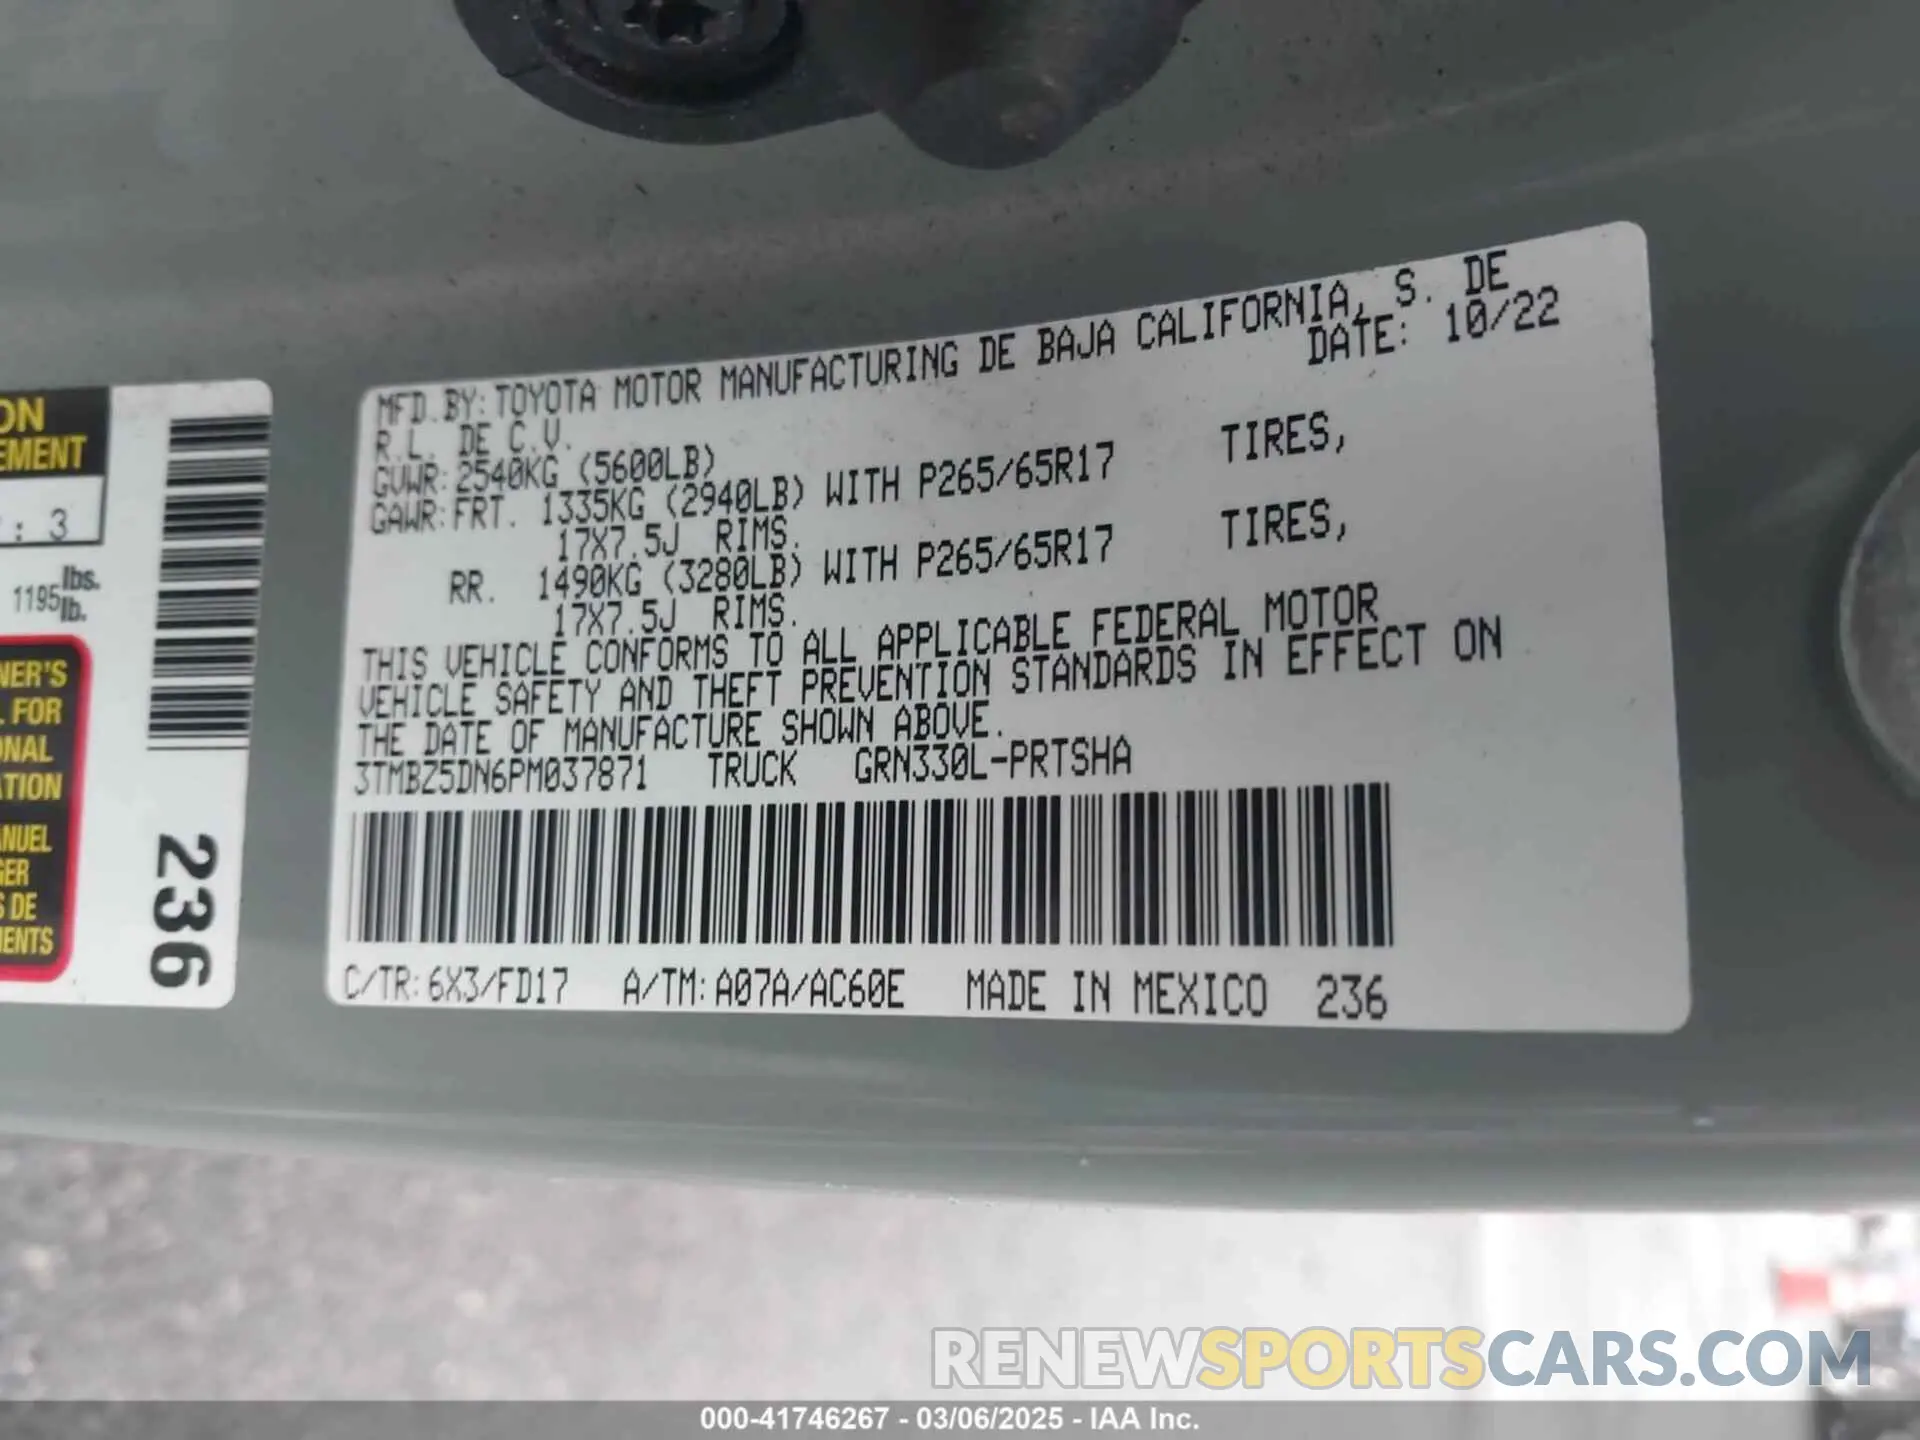 ON
EMENT
: 3
1195 lbs.
lb.
NER'S
FOR
ONAL
ATION
ANUEL
GER
S DE
MENTS
236
MFD.BY:TOYOTA MOTOR MANUFACTURING DE BAJA CALIFORNIA, S. DE
R.L. DE C.V. DATE: 10/22
GVWR:2540KG (5600LB)
GAWR:FRT. 1335KG (2940LB) WITH P265/65R17 TIRES,
17X7.5J RIMS.
RR. 1490KG (3280LB) WITH P265/65R17 TIRES,
17X7.5J RIMS.
THIS VEHICLE CONFORMS TO ALL APPLICABLE FEDERAL MOTOR
VEHICLE SAFETY AND THEFT PREVENTION STANDARDS IN EFFECT ON
THE DATE OF MANUFACTURE SHOWN ABOVE.
3TMBZ5DN6PM037871 TRUCK GRN330L-PRTSHA
C/TR:6X3/FD17 A/TM:A07A/AC60E MADE IN MEXICO 236
RENEWSPORTSCARS.COM
000-41746267 - 03/06/2025 - IAA Inc.